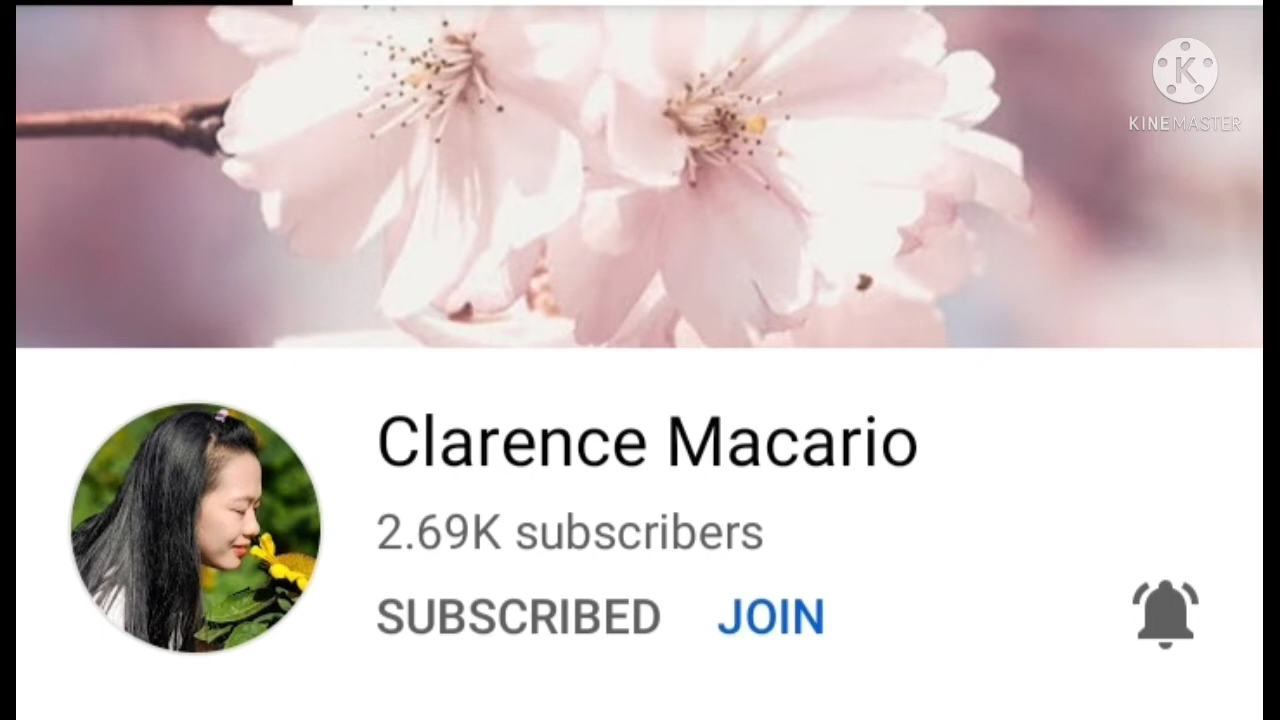 K
KINEMASTER
Clarence Macario
2.69K subscribers
SUBSCRIBED JOIN